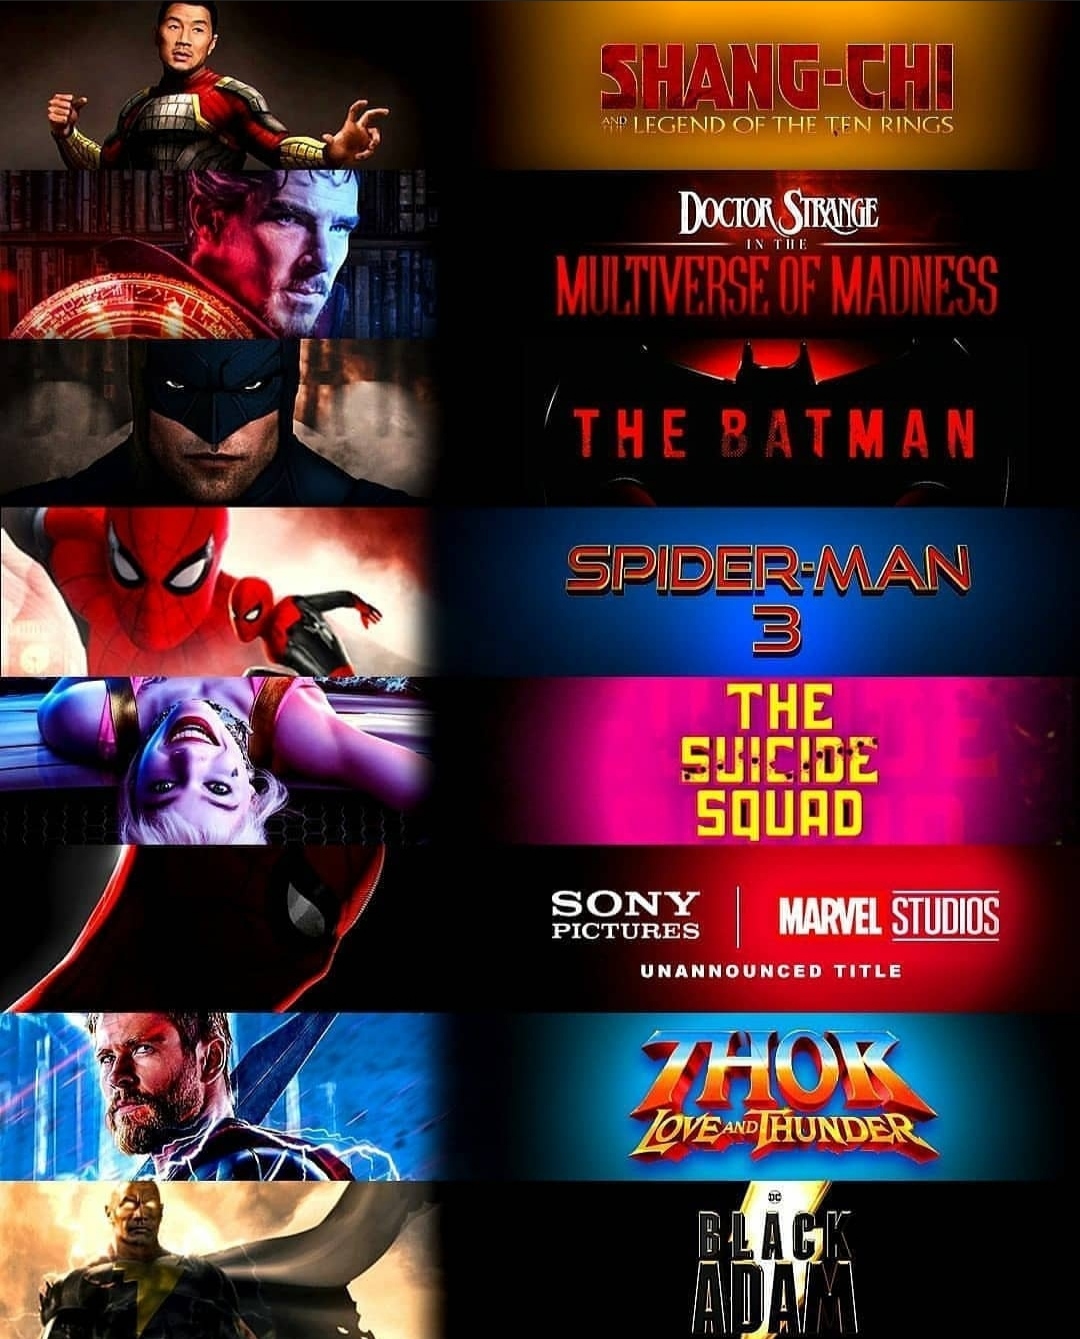 SHANG-CHI
AND THE LEGEND OF THE TEN RINGS
DOCTOR STRANGE
IN THE
MULTIVERSE OF MADNESS
THE BATMAN
SPIDER-MAN
3
THE
SUICIDE
SQUAD
SONY PICTURES
MARVEL STUDIOS
UNANNOUNCED TITLE
THOR
LOVE AND THUNDER
DC
BLACK
ADAM